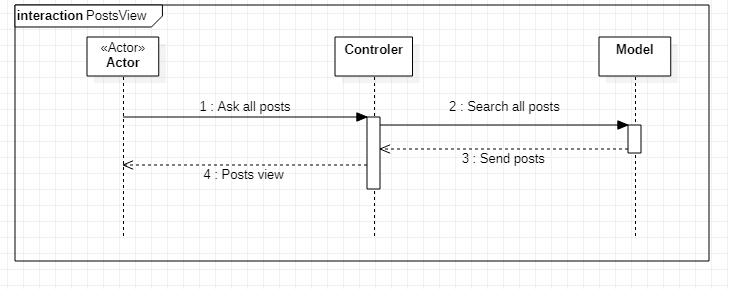 interaction PostsView
«Actor»
Actor
Controler
Model
1 : Ask all posts
2 : Search all posts
3 : Send posts
4 : Posts view